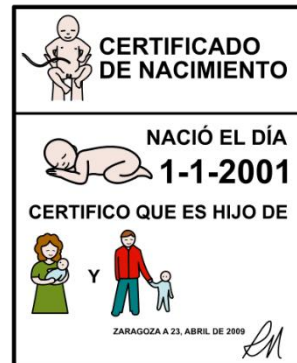 CERTIFICADO
DE NACIMIENTO
NACIÓ EL DÍA
1-1-2001
CERTIFICO QUE ES HIJO DE
Y
ZARAGOZA A 23, ABRIL DE 2009